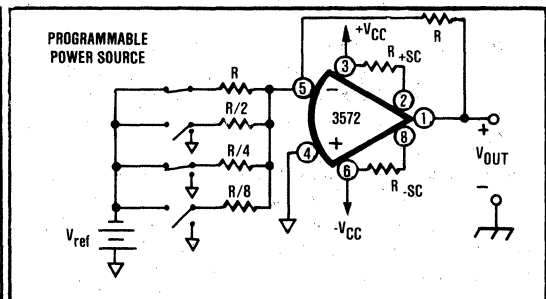 PROGRAMMABLE
POWER SOURCE
+VCC
R
R +SC
3
5
2
R
−
R/2
3572
1
+
8
+
4
VOUT
R/4
6
R -SC
−
R/8
-VCC
Vref